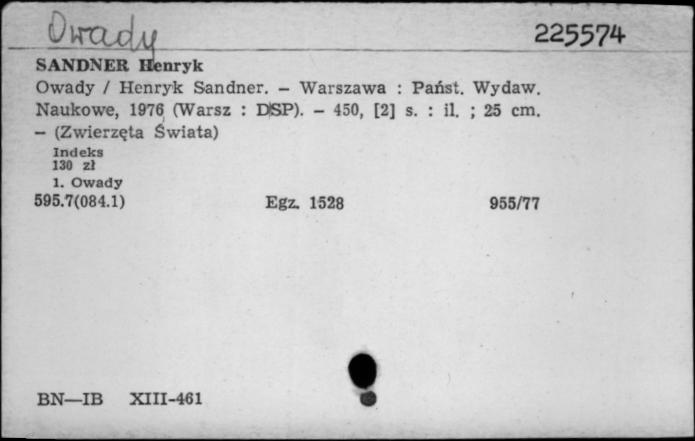 Owady
225574
SANDNER Henryk
Owady / Henryk Sandner. – Warszawa : Państ. Wydaw.
Naukowe, 1976 (Warsz : DSP). – 450, [2] s. : il. ; 25 cm.
– (Zwierzęta Świata)
Indeks
130 zł
1. Owady
595.7(084.1) Egz. 1528 955/77
BN—IB XIII-461